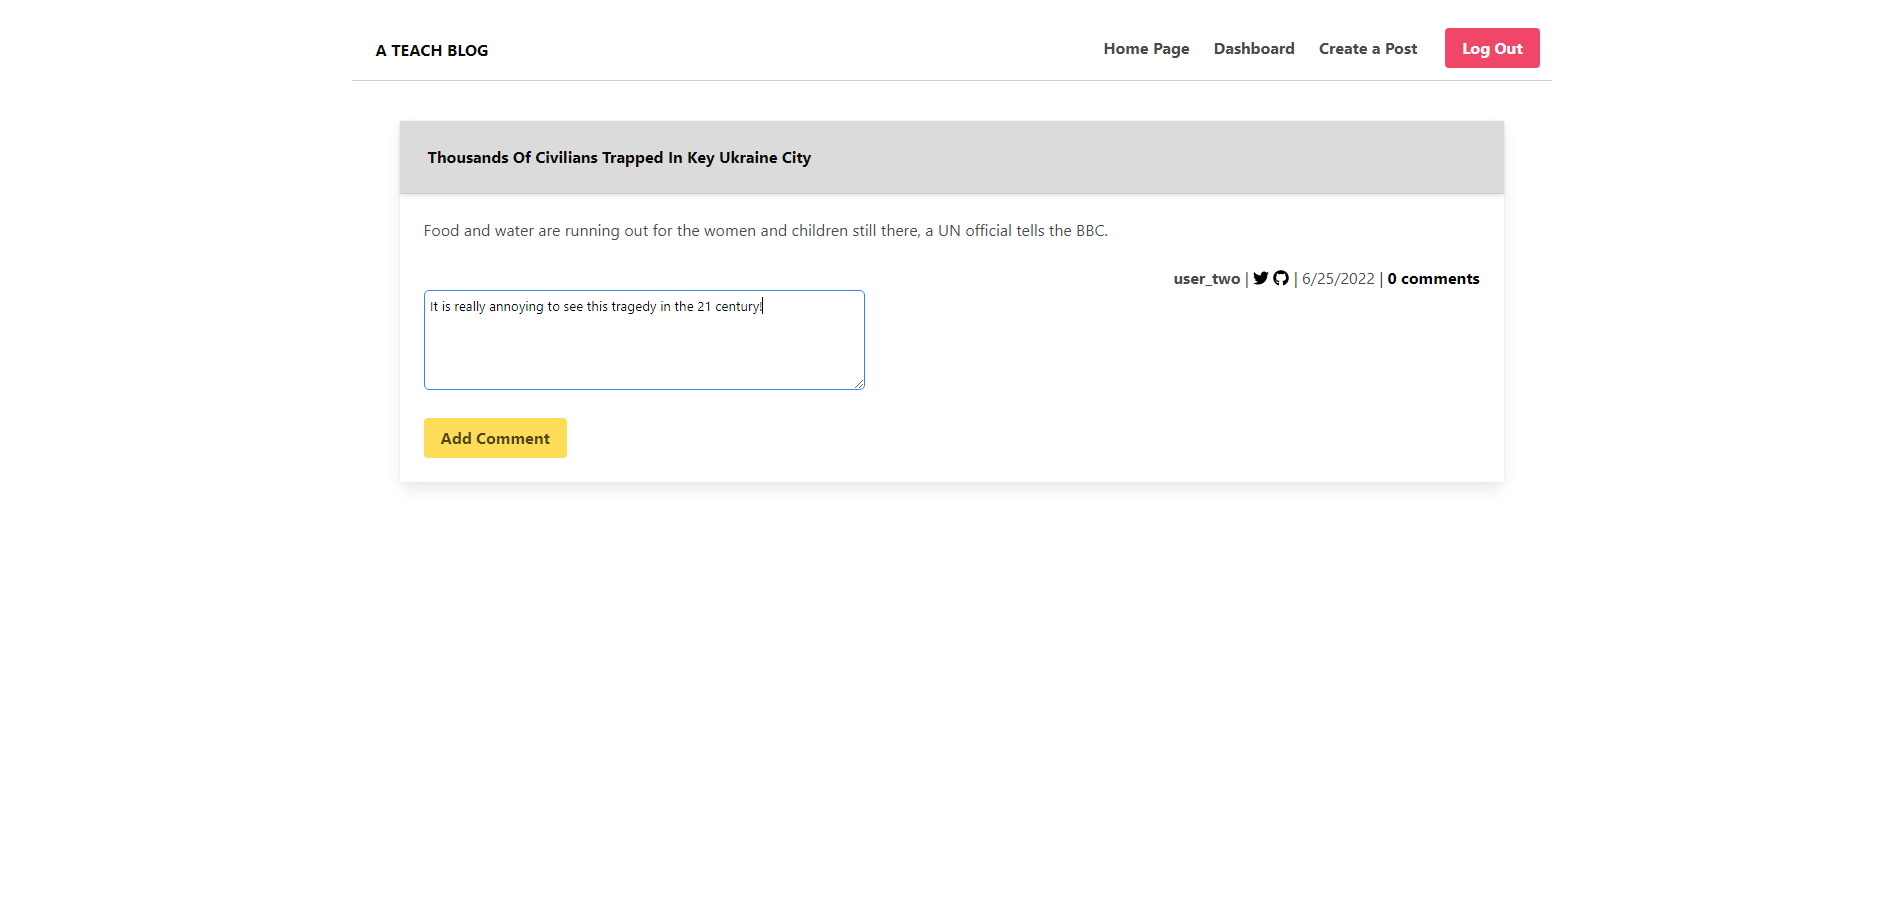 A TEACH BLOG
Home Page Dashboard Create a Post Log Out
Thousands Of Civilians Trapped In Key Ukraine City
Food and water are running out for the women and children still there, a UN official tells the BBC.
user_two | | 6/25/2022 | 0 comments
It is really annoying to see this tragedy in the 21 century!
Add Comment